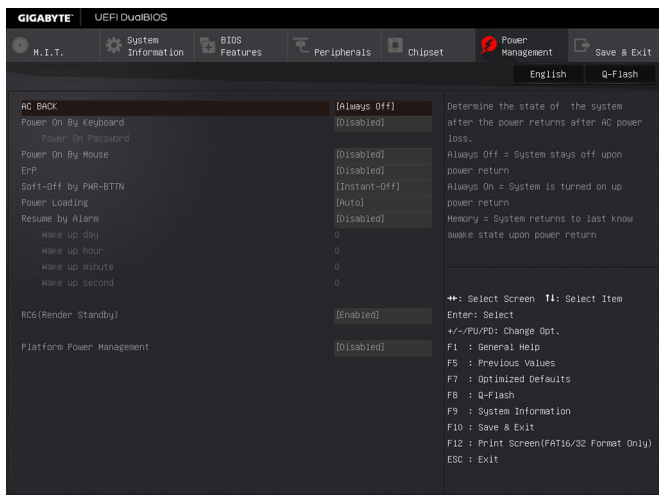 GIGABYTE™ UEFI DualBIOS
M.I.T.
System Information
BIOS Features
Peripherals
Chipset
Power Management
Save & Exit
English Q-Flash
AC BACK [Always Off]
Power On By Keyboard [Disabled]
Power On Password
Power On By Mouse [Disabled]
ErP [Disabled]
Soft-Off by PWR-BTTN [Instant-Off]
Power Loading [Auto]
Resume by Alarm [Disabled]
Wake up day 0
Wake up hour 0
Wake up minute 0
Wake up second 0
RC6(Render Standby) [Enabled]
Platform Power Management [Disabled]
Determine the state of the system
after the power returns after AC power
loss.
Always Off = System stays off upon
power return
Always On = System is turned on up
power return
Memory = System returns to last know
awake state upon power return
→←: Select Screen ↑↓: Select Item
Enter: Select
+/-/PU/PD: Change Opt.
F1 : General Help
F5 : Previous Values
F7 : Optimized Defaults
F8 : Q-Flash
F9 : System Information
F10 : Save & Exit
F12 : Print Screen(FAT16/32 Format Only)
ESC : Exit